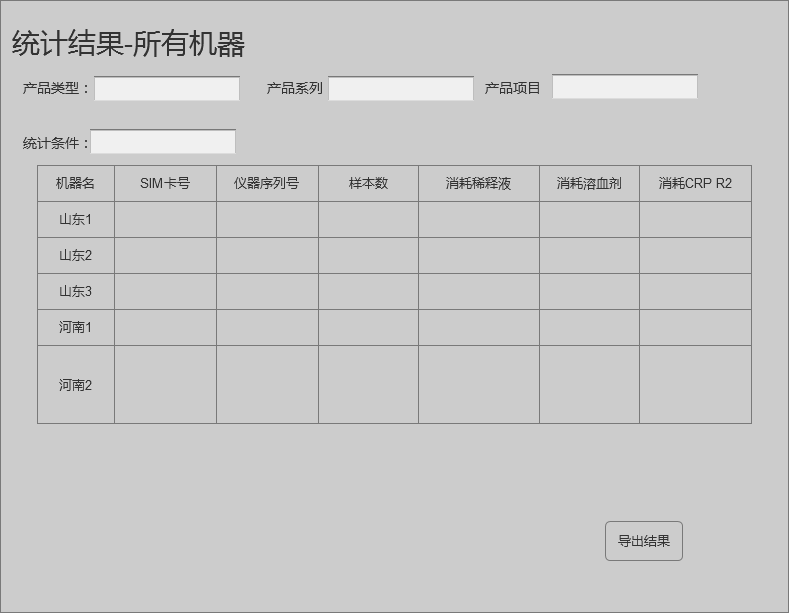 统计结果-所有机器
产品类型： 产品系列 产品项目
统计条件：
机器名 SIM卡号 仪器序列号 样本数 消耗稀释液 消耗溶血剂 消耗CRP R2
山东1
山东2
山东3
河南1
河南2
导出结果